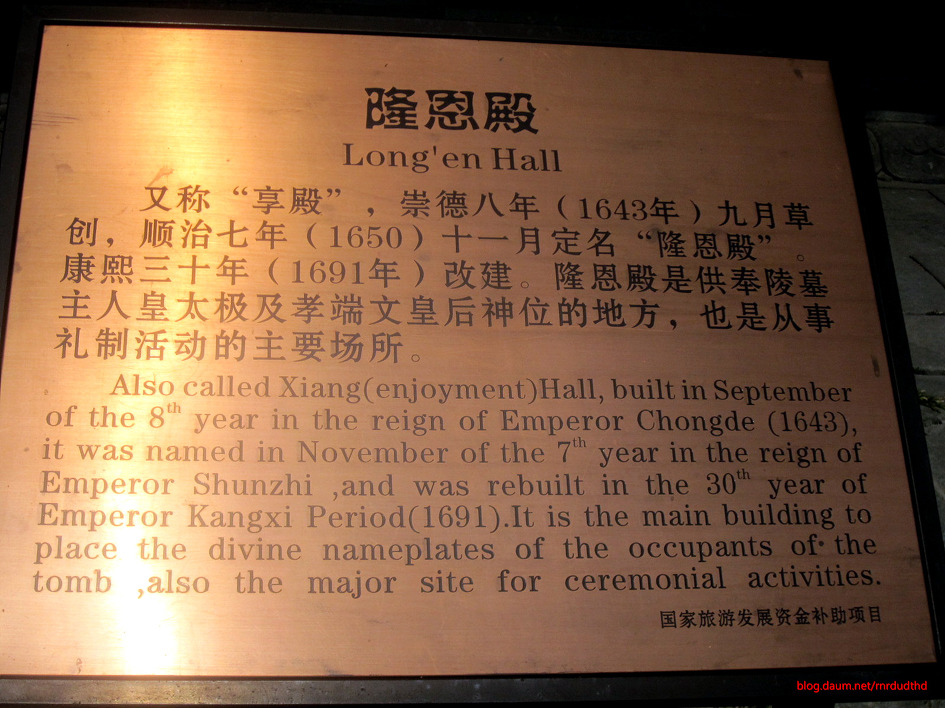 隆恩殿
Long'en Hall
又称“享殿”，崇德八年（1643年）九月草
创，顺治七年（1650）十一月定名“隆恩殿”。
康熙三十年（1691年）改建。隆恩殿是供奉陵墓
主人皇太极及孝端文皇后神位的地方，也是从事
礼制活动的主要场所。
Also called Xiang(enjoyment)Hall, built in September
of the 8th year in the reign of Emperor Chongde (1643),
it was named in November of the 7th year in the reign of
Emperor Shunzhi ,and was rebuilt in the 30th year of
Emperor Kangxi Period(1691).It is the main building to
place the divine nameplates of the occupants of the
tomb ,also the major site for ceremonial activities.
国家旅游发展资金补助项目
blog.daum.net/rnrdudthd